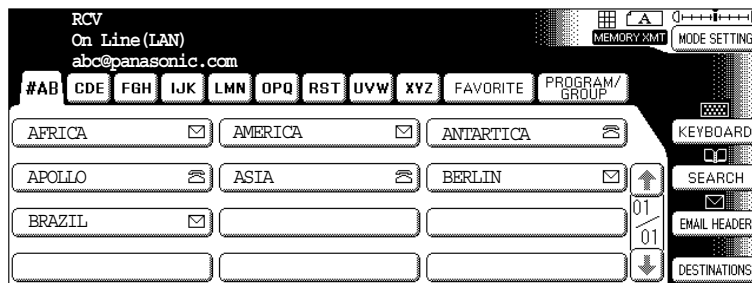 RCV
On Line(LAN)
abc@panasonic.com
A
MEMORY XMT
MODE SETTING
#AB CDE FGH IJK LMN OPQ RST UVW XYZ FAVORITE PROGRAM/
GROUP
AFRICA AMERICA ANTARTICA
KEYBOARD
APOLLO ASIA BERLIN
SEARCH
BRAZIL
01
01
EMAIL HEADER
DESTINATIONS